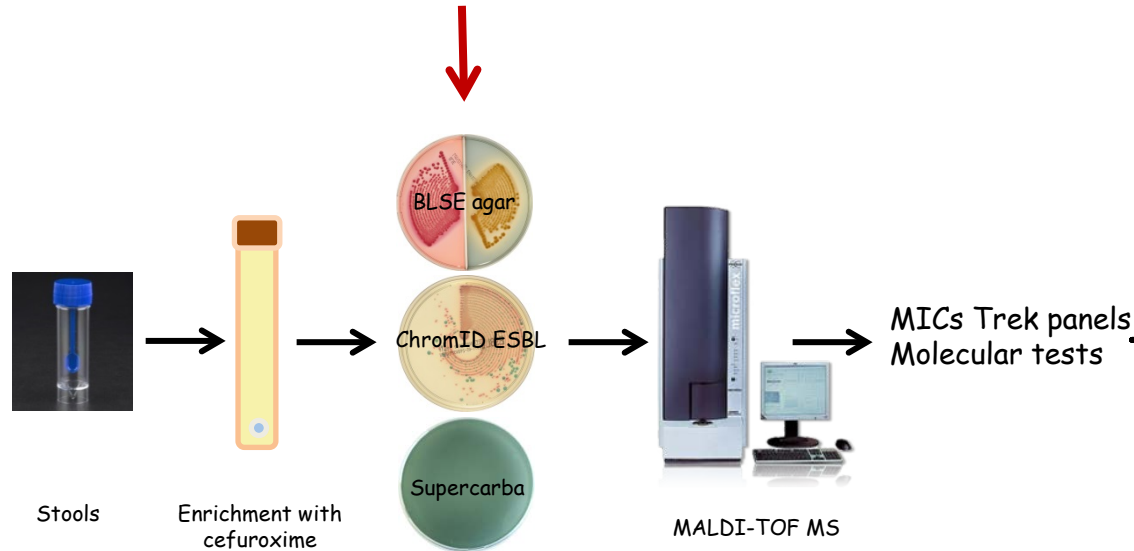 BLSE agar
ChromID ESBL
Supercarba
microflex
MICs Trek panels
Molecular tests
Stools
Enrichment with
cefuroxime
MALDI-TOF MS